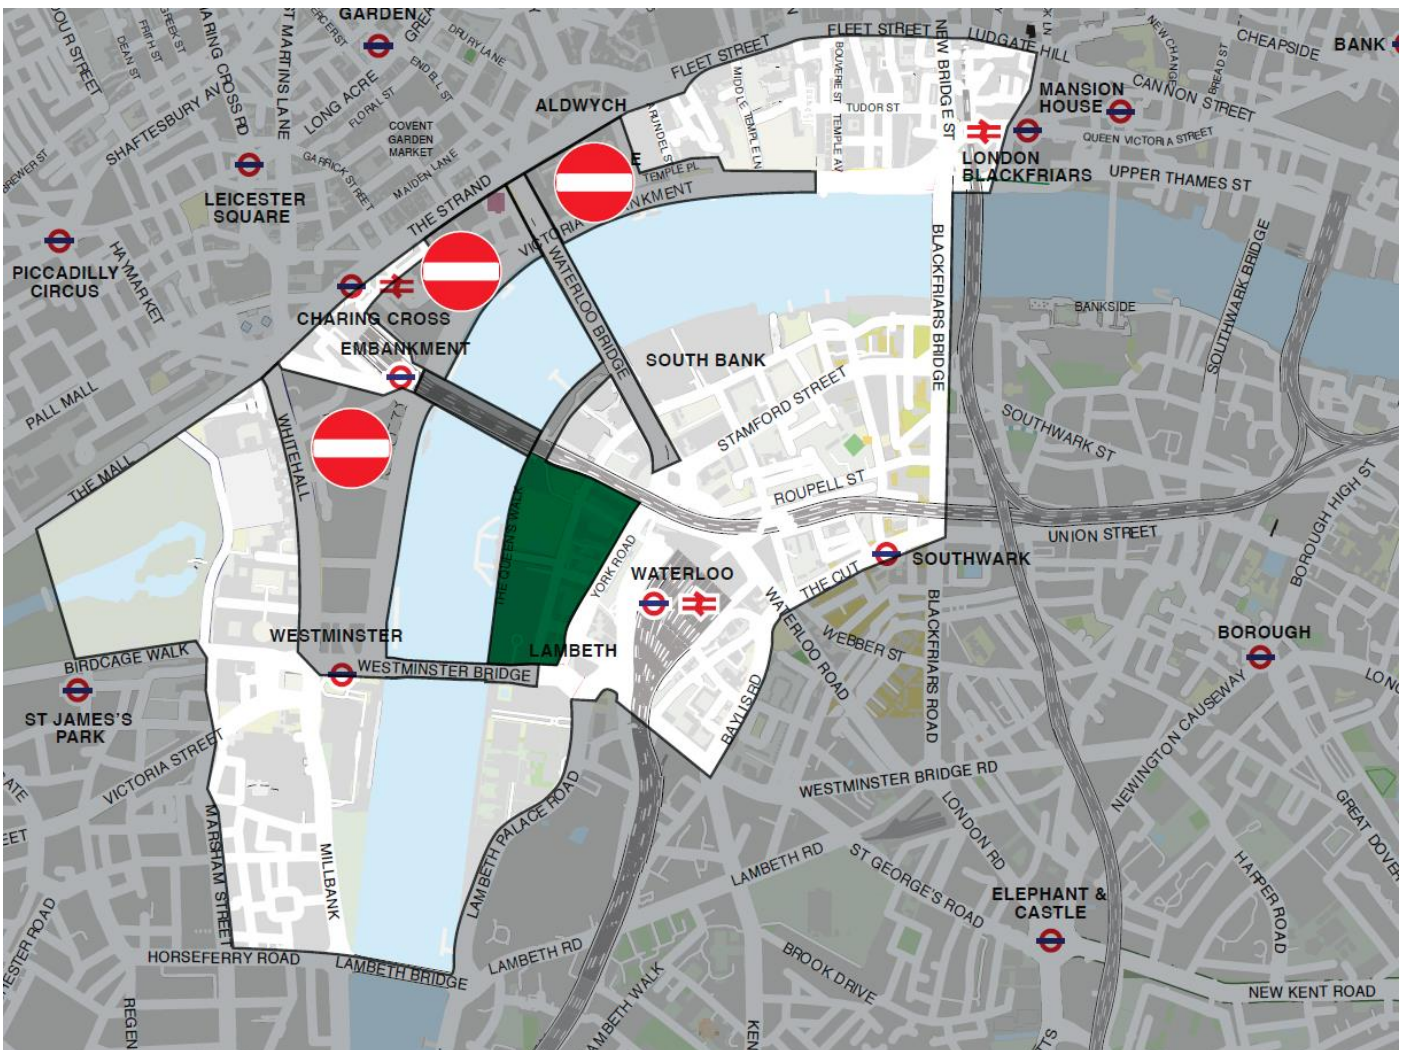 GARDEN
DRURY LANE
ST MARTINS LANE
FRITH ST
DEAN ST
LONG ACRE
FLORAL ST
ENDELL ST
FLEET STREET
FLEET STREET
NEW BRIDGE ST
LUDGATE HILL
NEW CHANGE
BREAD ST
CHEAPSIDE
BANK
CANNON STREET
MANSION
HOUSE
ALDWYCH
SHAFTESBURY AV
COVENT
GARDEN
MARKET
ARUNDEL ST
MIDDLE TEMPLE LN
BOUVERIE ST
TEMPLE AV
TUDOR ST
QUEEN VICTORIA STREET
BREWER ST
GARRICK STREET
MAIDEN LANE
E
TEMPLE PL
LONDON
BLACKFRIARS
UPPER THAMES ST
LEICESTER
SQUARE
THE STRAND
VICTORIA
NKMENT
PICCADILLY
CIRCUS
HAYMARKET
WATERLOO BRIDGE
BLACKFRIARS BRIDGE
SOUTHWARK BRIDGE
BANKSIDE
CHARING CROSS
EMBANKMENT
SOUTH BANK
PALL MALL
STAMFORD STREET
SOUTHWARK ST
WHITEHALL
THE MALL
ROUPELL ST
UNION STREET
BOROUGH HIGH ST
THE QUEEN'S WALK
YORK ROAD
WATERLOO
THE CUT
SOUTHWARK
WATERLOO ROAD
WEBBER ST
BLACKFRIARS ROAD
BOROUGH
WESTMINSTER
LAMBETH
BIRDCAGE WALK
WESTMINSTER BRIDGE
ST JAMES'S
PARK
BAYLIS RD
NEWINGTON CAUSEWAY
VICTORIA STREET
WESTMINSTER BRIDGE RD
LONDON RD
GREAT DOVER
MARSHAM STREET
MILLBANK
LAMBETH PALACE ROAD
LAMBETH RD
ST GEORGE'S ROAD
HARPER ROAD
ELEPHANT &
CASTLE
HORSEFERRY ROAD
LAMBETH BRIDGE
LAMBETH RD
BROOK DRIVE
NEW KENT ROAD
REGEN
AMBETH WALK
KEN